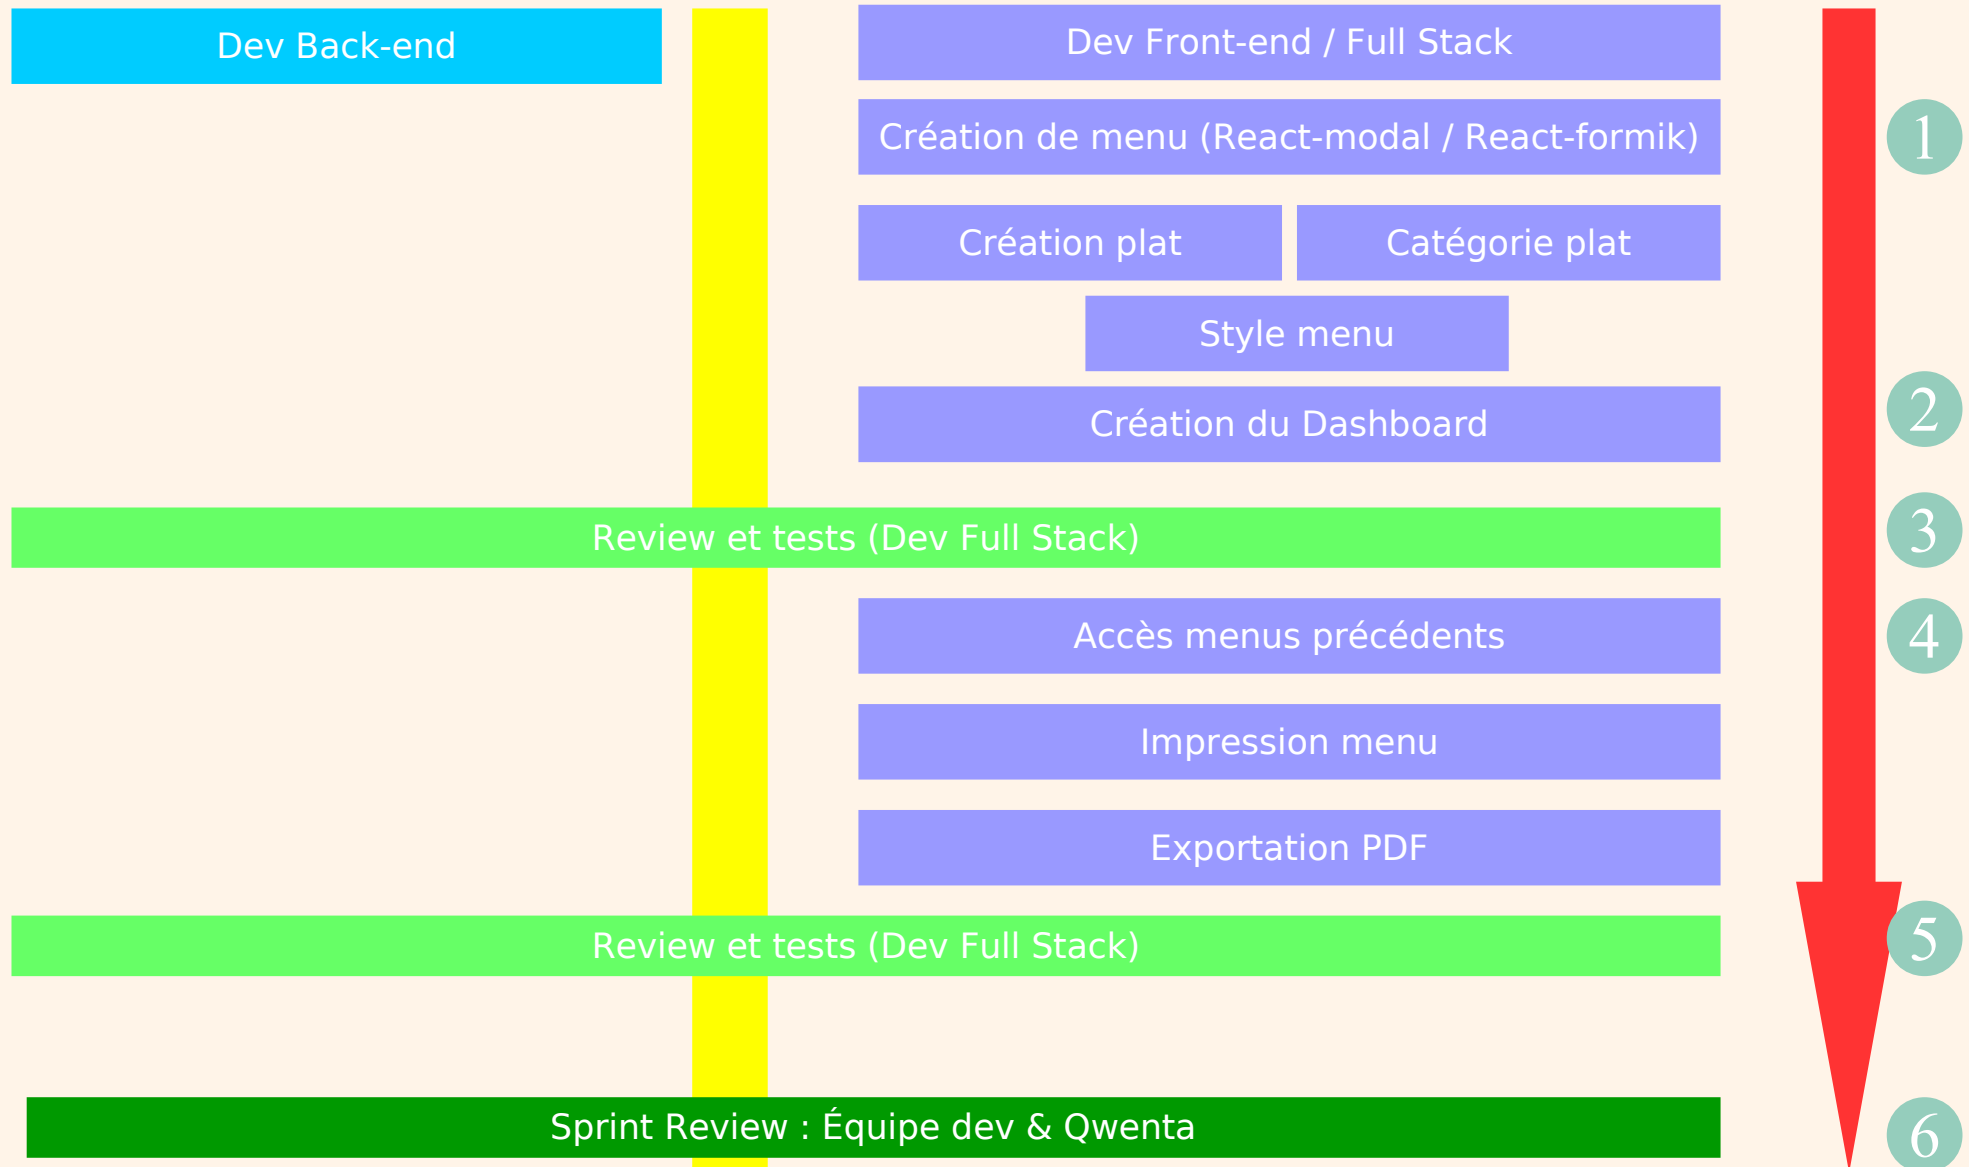 Dev Back-end
Dev Front-end / Full Stack
Création de menu (React-modal / React-formik)
1
Création plat
Catégorie plat
Style menu
Création du Dashboard
2
Review et tests (Dev Full Stack)
3
Accès menus précédents
4
Impression menu
Exportation PDF
Review et tests (Dev Full Stack)
5
Sprint Review : Équipe dev & Qwenta
6